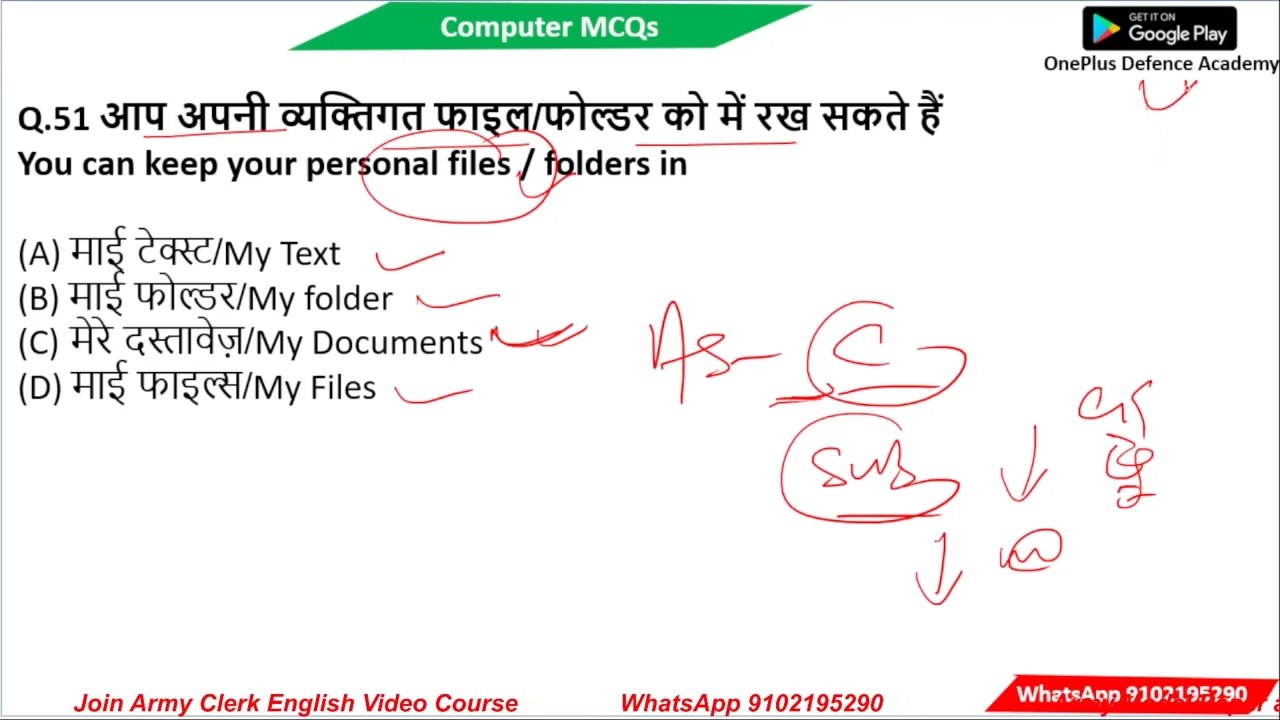 Computer MCQs
GET IT ON
Google Play
OnePlus Defence Academy
Q.51 आप अपनी व्यक्तिगत फाइल/फोल्डर को में रख सकते हैं
You can keep your personal files / folders in
(A) माई टेक्स्ट/My Text
(B) माई फोल्डर/My folder
(C) मेरे दस्तावेज़/My Documents
(D) माई फाइल्स/My Files
As - C
Sub
Join Army Clerk English Video Course
WhatsApp 9102195290
WhatsApp 9102195290